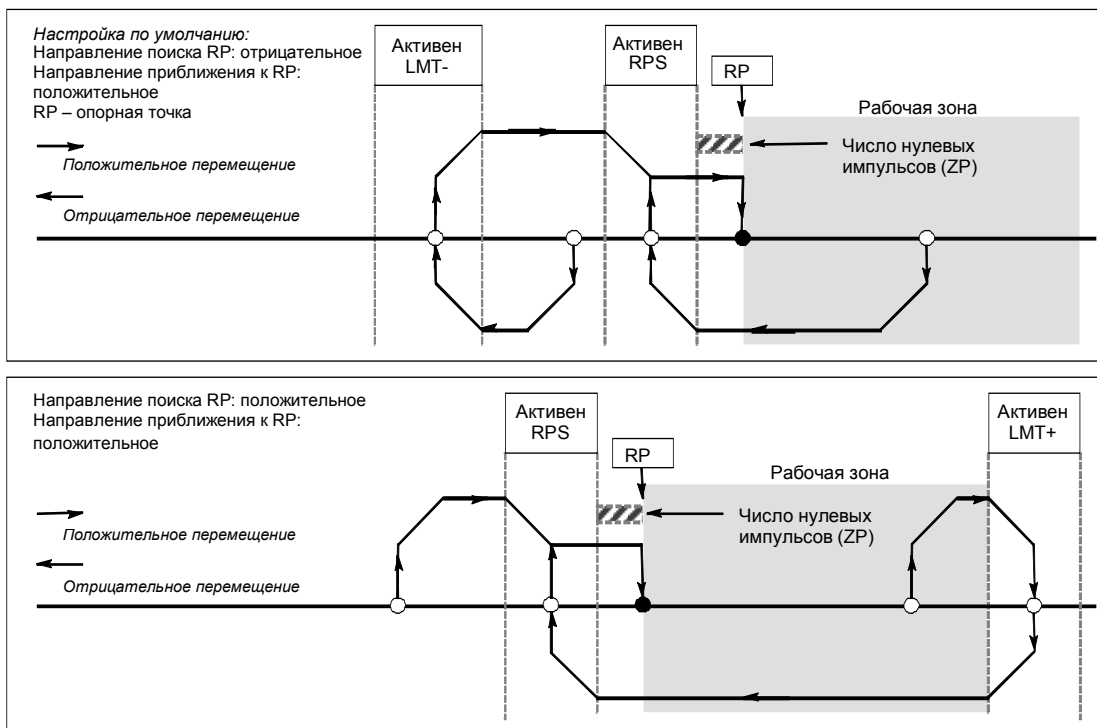 Настройка по умолчанию:
Направление поиска RP: отрицательное
Направление приближения к RP:
положительное
RP – опорная точка
Положительное перемещение
Отрицательное перемещение
Активен
LMT-
Активен
RPS
RP
Рабочая зона
Число нулевых
импульсов (ZP)
Направление поиска RP: положительное
Направление приближения к RP:
положительное
Положительное перемещение
Отрицательное перемещение
Активен
RPS
RP
Рабочая зона
Число нулевых
импульсов (ZP)
Активен
LMT+